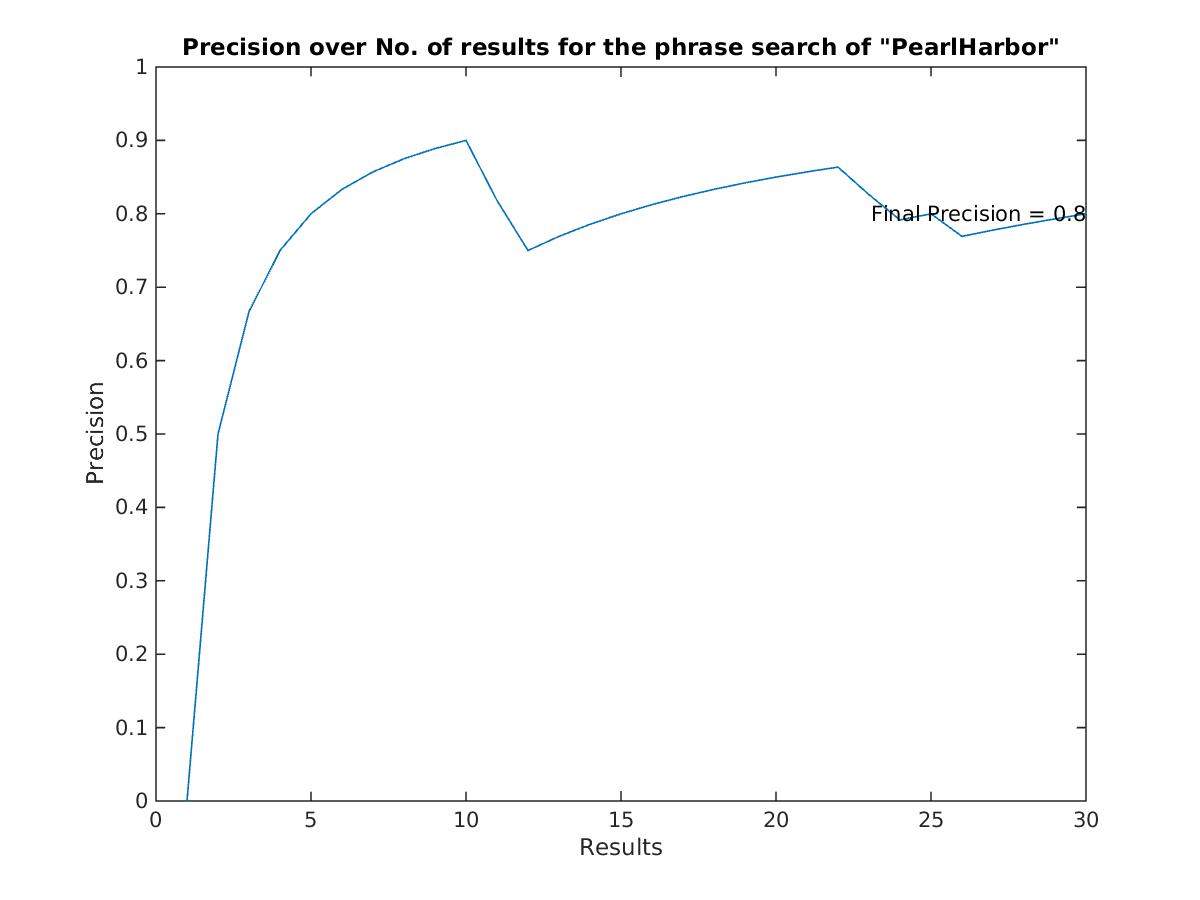 Precision over No. of results for the phrase search of "PearlHarbor"
1
0.9
0.8
0.7
0.6
0.5
0.4
0.3
0.2
0.1
0
Precision
Final Precision = 0.8
0 5 10 15 20 25 30
Results